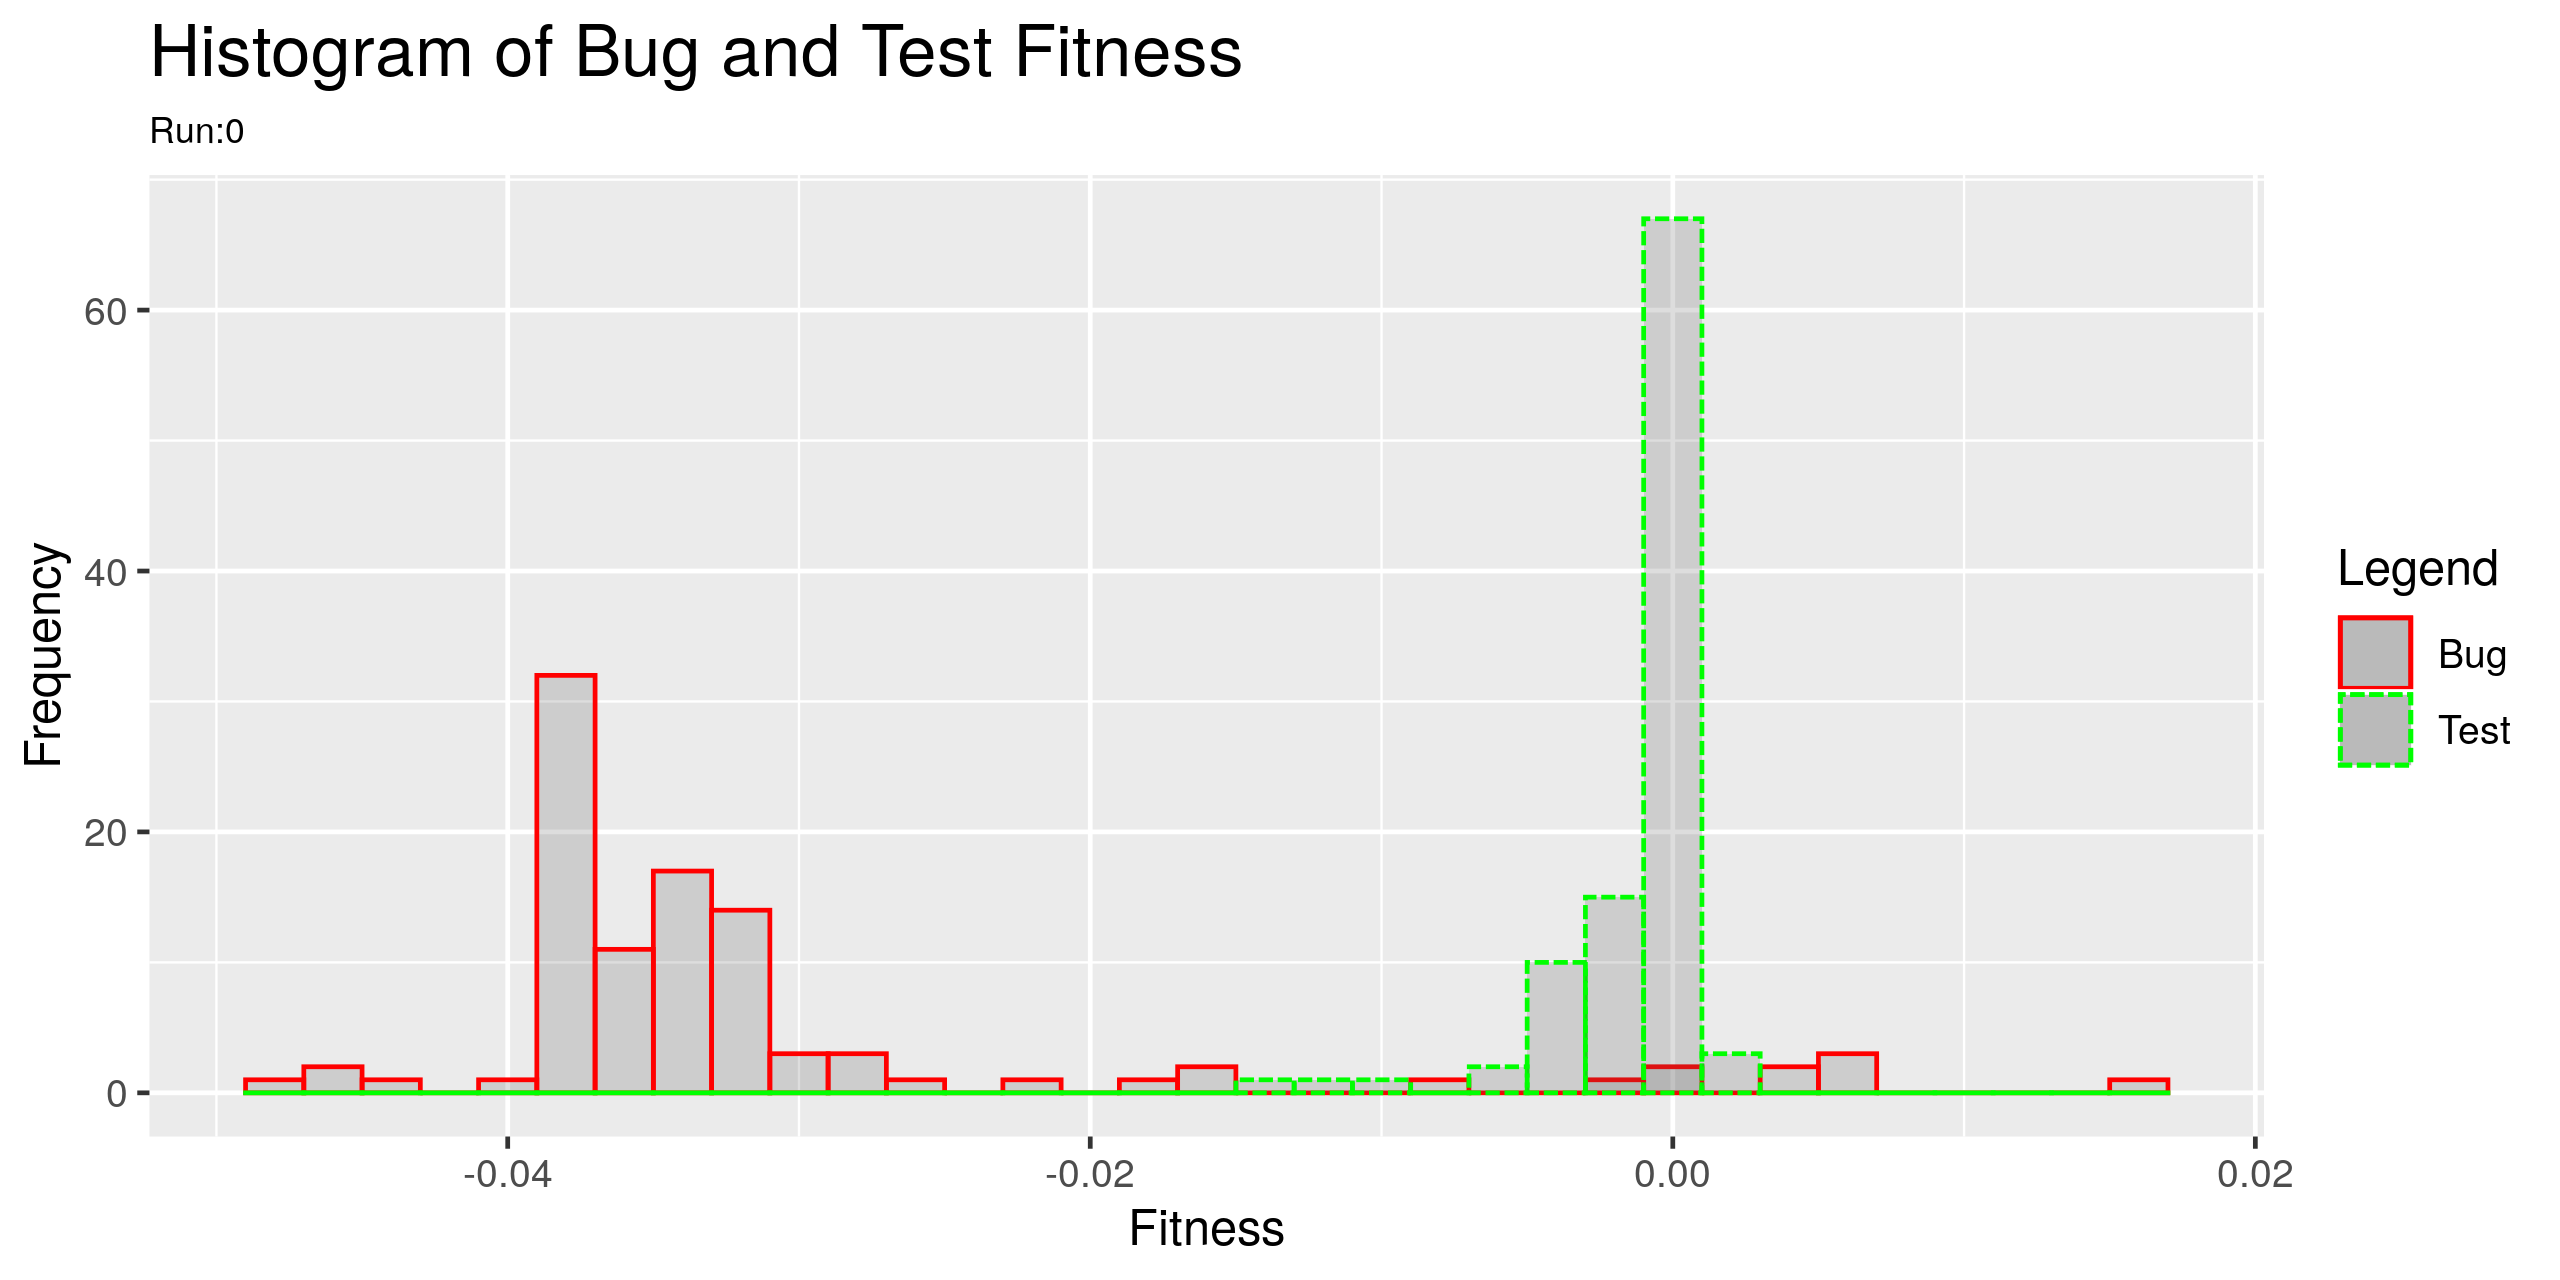 Histogram of Bug and Test Fitness
Run:0
Frequency
60
40
20
0
-0.04
-0.02
0.00
0.02
Fitness
Legend
Bug
Test